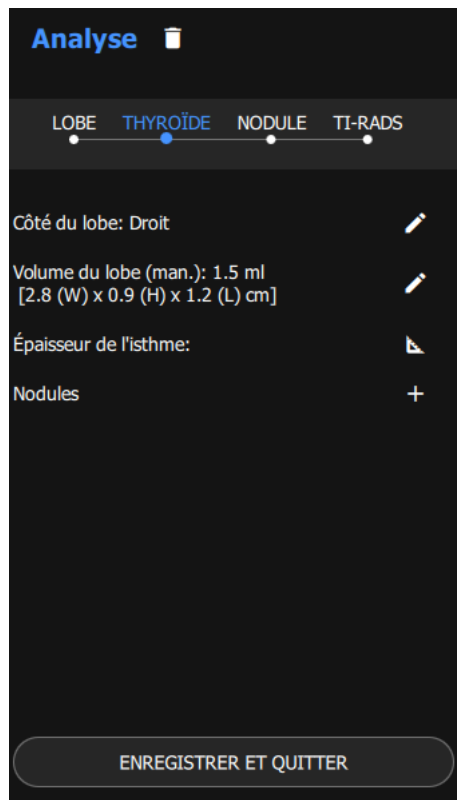 Analyse
LOBE THYROÏDE NODULE TI-RADS
Côté du lobe: Droit
Volume du lobe (man.): 1.5 ml
[2.8 (W) x 0.9 (H) x 1.2 (L) cm]
Épaisseur de l'isthme:
Nodules
ENREGISTRER ET QUITTER